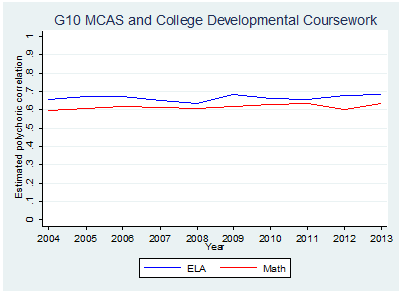 G10 MCAS and College Developmental Coursework
Estimated polychoric correlation
1
.9
.8
.7
.6
.5
.4
.3
.2
.1
0
2004 2005 2006 2007 2008 2009 2010 2011 2012 2013
Year
ELA Math